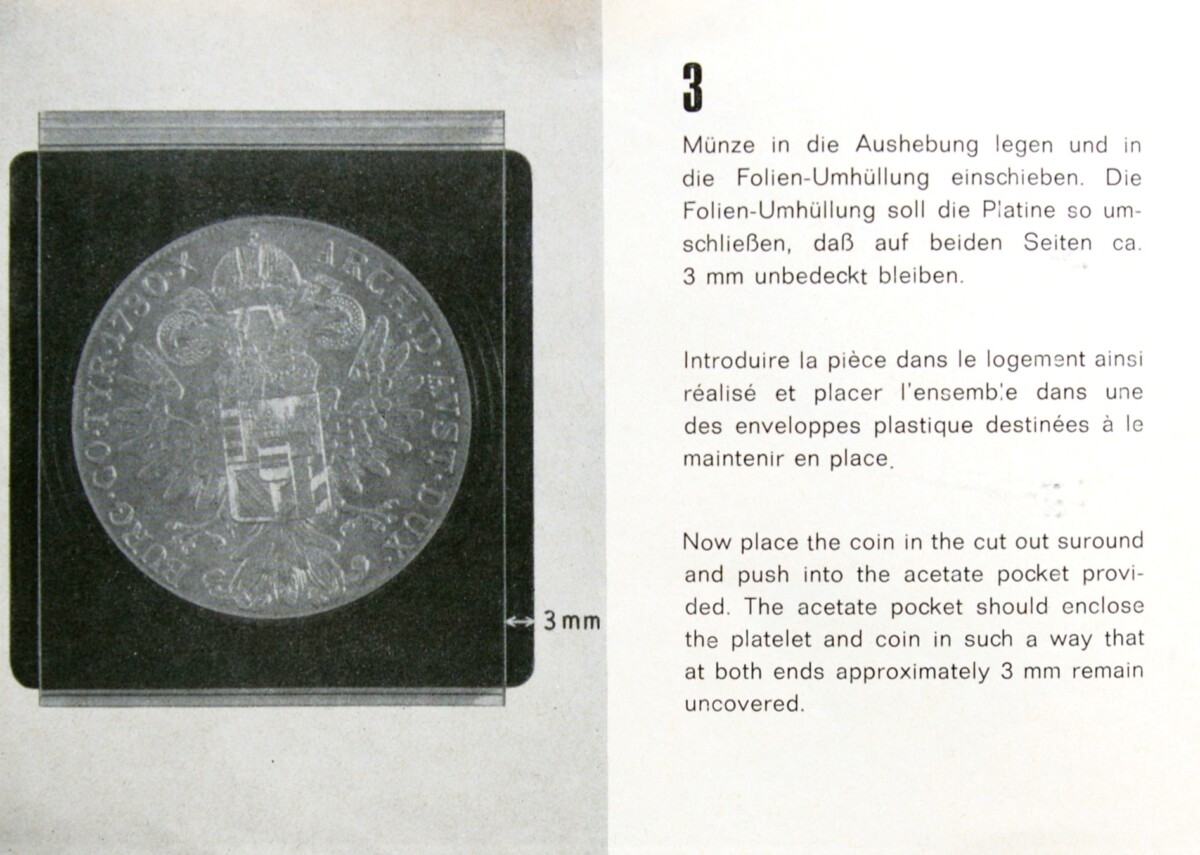 ARCHID·AVST·DUX·
BURG·CO·TYR·1780·X
3 mm
3
Münze in die Aushebung legen und in
die Folien-Umhüllung einschieben. Die
Folien-Umhüllung soll die Platine so um-
schließen, daß auf beiden Seiten ca.
3 mm unbedeckt bleiben.
Introduire la pièce dans le logement ainsi
réalisé et placer l'ensemble dans une
des enveloppes plastique destinées à le
maintenir en place.
Now place the coin in the cut out suround
and push into the acetate pocket provi-
ded. The acetate pocket should enclose
the platelet and coin in such a way that
at both ends approximately 3 mm remain
uncovered.